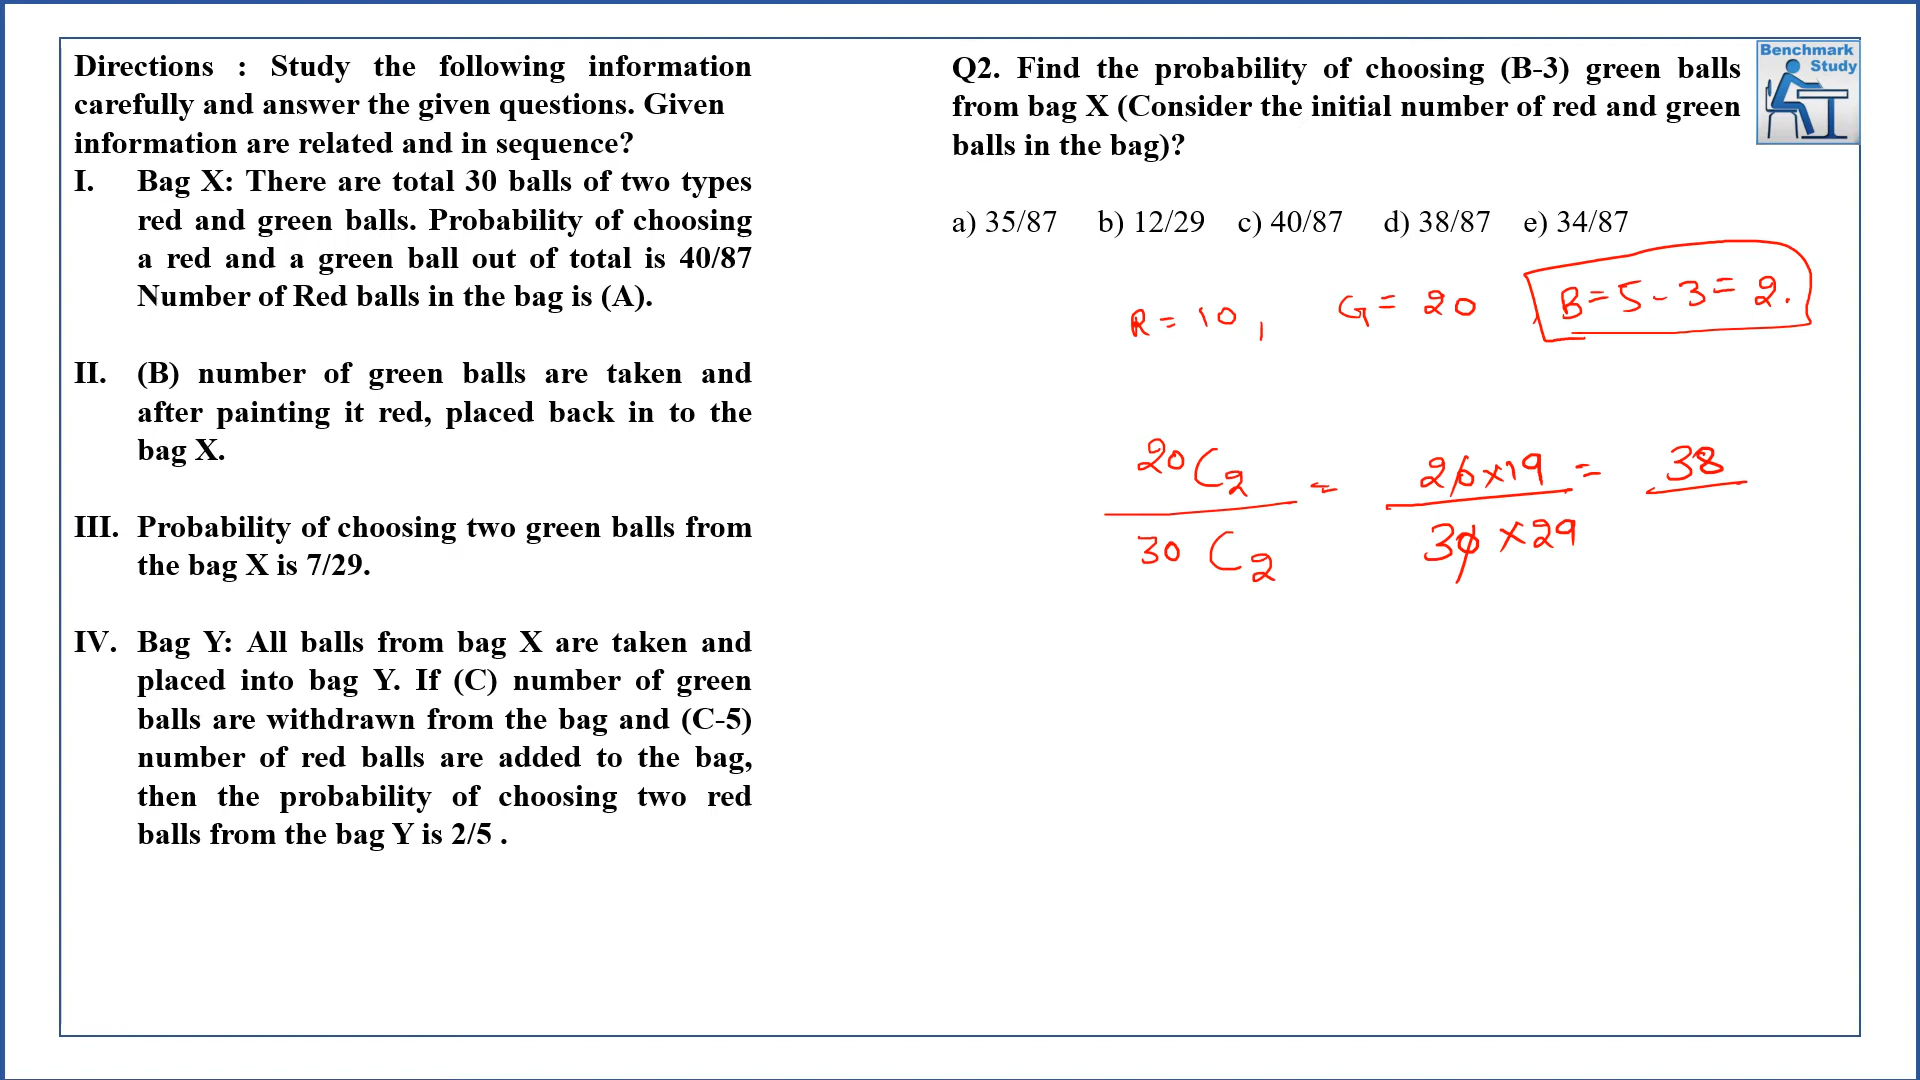 Directions : Study the following information
carefully and answer the given questions. Given
information are related and in sequence?
I. Bag X: There are total 30 balls of two types
red and green balls. Probability of choosing
a red and a green ball out of total is 40/87
Number of Red balls in the bag is (A).
II. (B) number of green balls are taken and
after painting it red, placed back in to the
bag X.
III. Probability of choosing two green balls from
the bag X is 7/29.
IV. Bag Y: All balls from bag X are taken and
placed into bag Y. If (C) number of green
balls are withdrawn from the bag and (C-5)
number of red balls are added to the bag,
then the probability of choosing two red
balls from the bag Y is 2/5 .
Q2. Find the probability of choosing (B-3) green balls
from bag X (Consider the initial number of red and green
balls in the bag)?
a) 35/87 b) 12/29 c) 40/87 d) 38/87 e) 34/87
R = 10, G = 20, B = 5 - 3 = 2.
20 C 2 = 20 x 19 = 38
30 C 2 30 x 29
Benchmark
Study